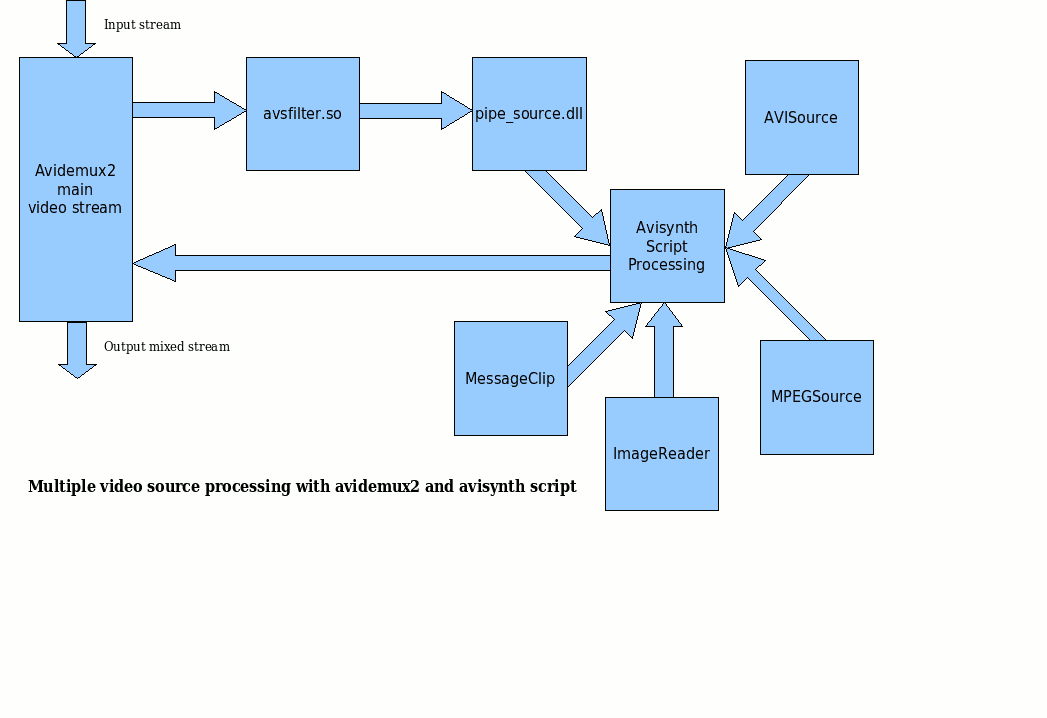 Input stream
Avidemux2
main
video stream
avsfilter.so
pipe_source.dll
AVISource
Avisynth
Script
Processing
Output mixed stream
MessageClip
ImageReader
MPEGSource
Multiple video source processing with avidemux2 and avisynth script